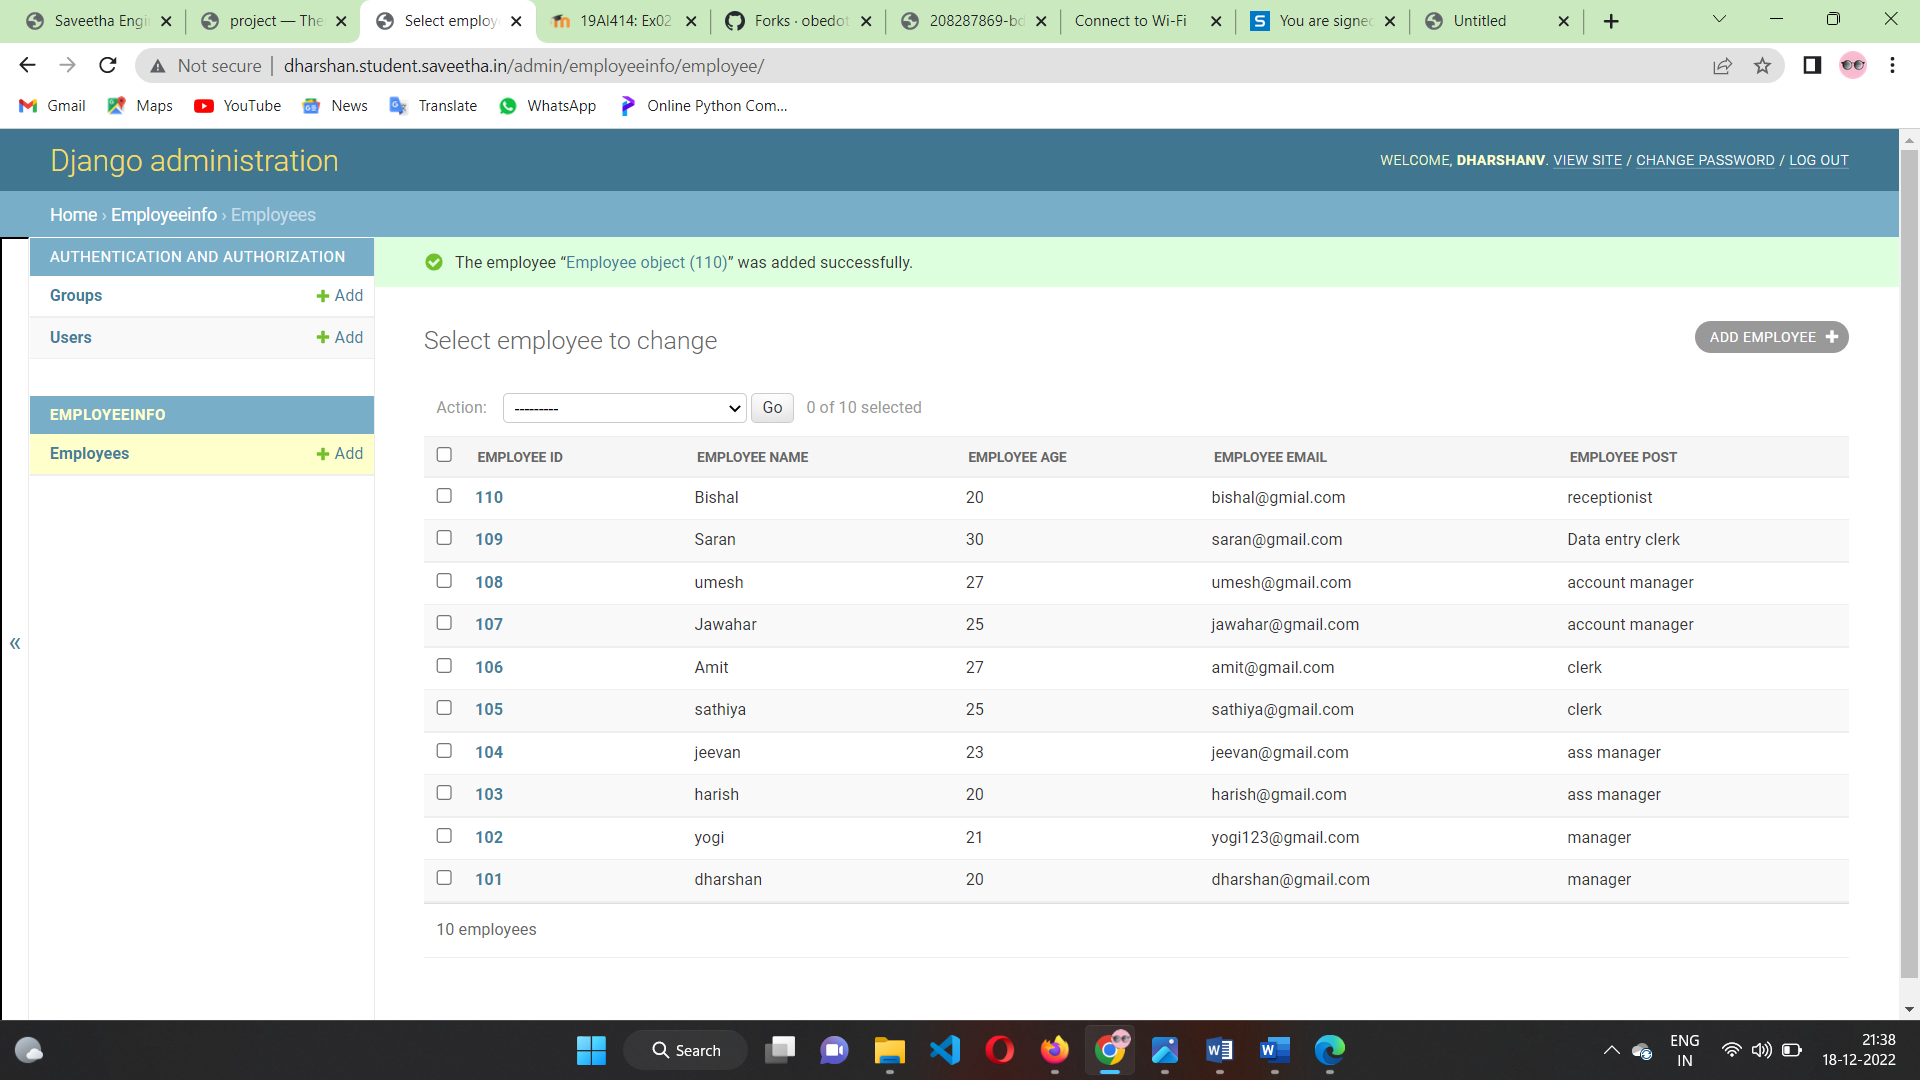 Saveetha Engi
project — The
Select employ
19AI414: Ex02
Forks · obedot
208287869-bd
Connect to Wi-Fi
You are signed
Untitled
Not secure
dharshan.student.saveetha.in/admin/employeeinfo/employee/
Gmail
Maps
YouTube
News
Translate
WhatsApp
Online Python Com...
Django administration
WELCOME, DHARSHANV. VIEW SITE / CHANGE PASSWORD / LOG OUT
Home › Employeeinfo › Employees
AUTHENTICATION AND AUTHORIZATION
Groups + Add
Users + Add
EMPLOYEEINFO
Employees + Add
«
The employee “Employee object (110)” was added successfully.
Select employee to change
ADD EMPLOYEE +
Action: --------- Go 0 of 10 selected
EMPLOYEE ID EMPLOYEE NAME EMPLOYEE AGE EMPLOYEE EMAIL EMPLOYEE POST
110 Bishal 20 bishal@gmial.com receptionist
109 Saran 30 saran@gmail.com Data entry clerk
108 umesh 27 umesh@gmail.com account manager
107 Jawahar 25 jawahar@gmail.com account manager
106 Amit 27 amit@gmail.com clerk
105 sathiya 25 sathiya@gmail.com clerk
104 jeevan 23 jeevan@gmail.com ass manager
103 harish 20 harish@gmail.com ass manager
102 yogi 21 yogi123@gmail.com manager
101 dharshan 20 dharshan@gmail.com manager
10 employees
Search
ENG
IN
21:38
18-12-2022